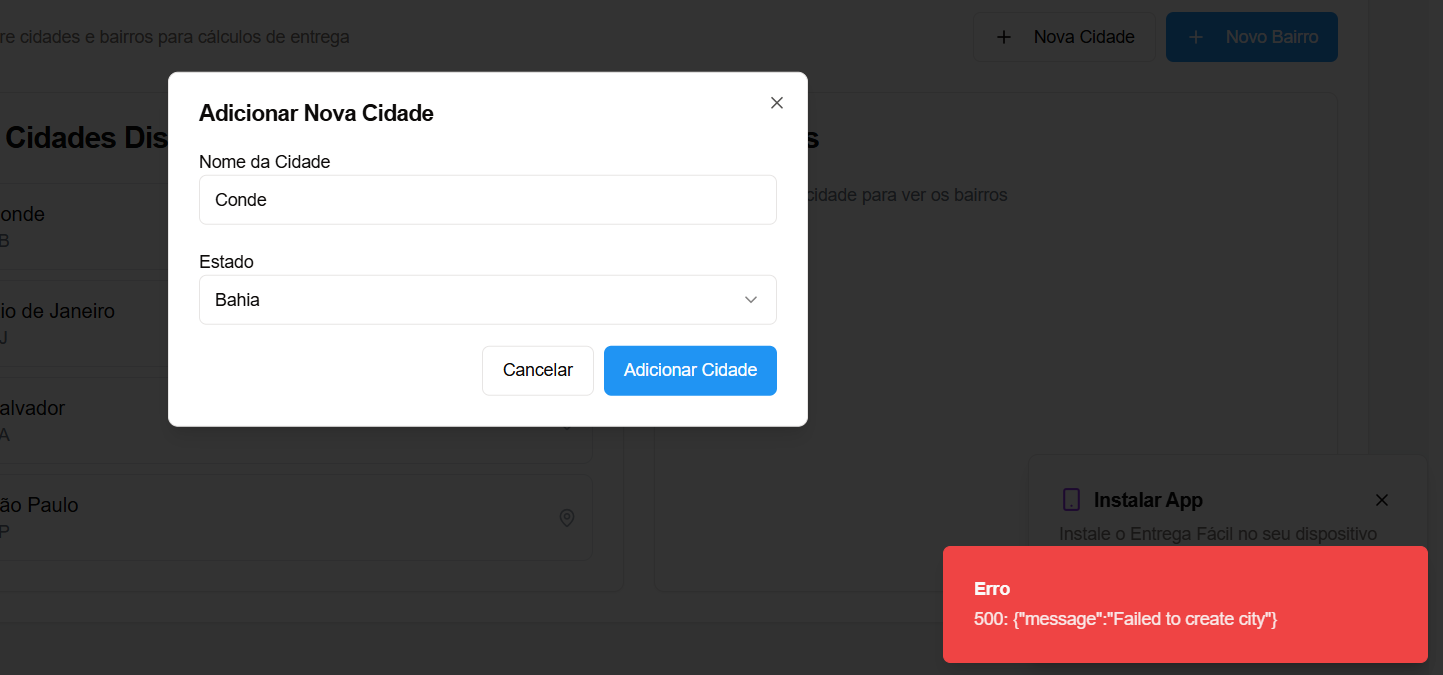 re cidades e bairros para cálculos de entrega
Nova Cidade
Novo Bairro
Adicionar Nova Cidade
Cidades Dis
s
Nome da Cidade
Conde
cidade para ver os bairros
onde
B
Estado
Bahia
io de Janeiro
J
Cancelar
Adicionar Cidade
alvador
A
ão Paulo
P
Instalar App
Instale o Entrega Fácil no seu dispositivo
Erro
500: {"message":"Failed to create city"}